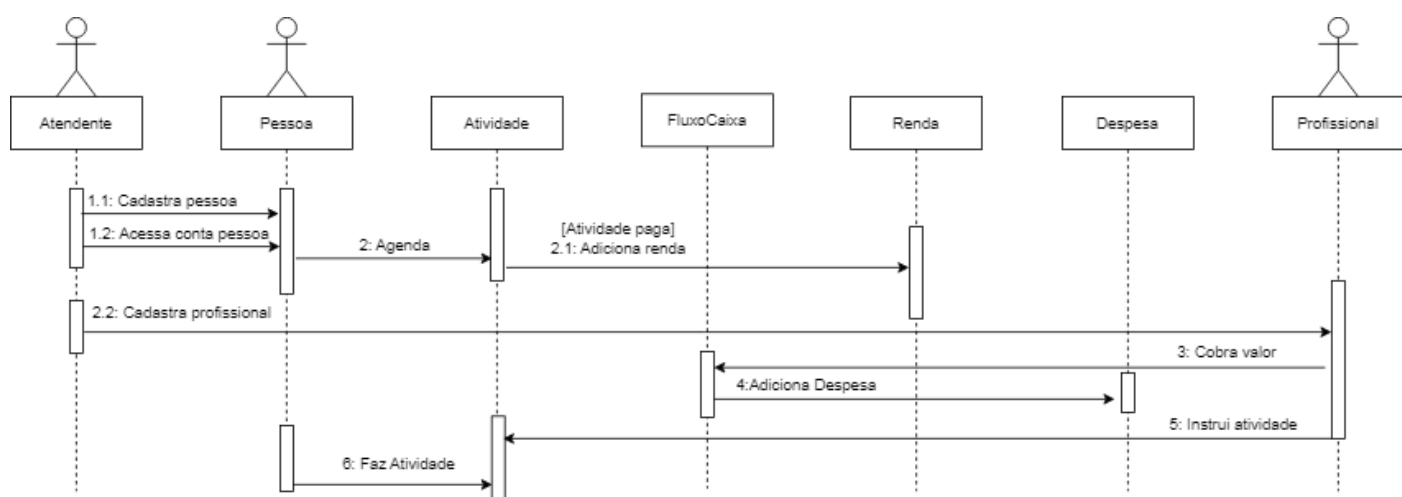 Atendente
Pessoa
Atividade
FluxoCaixa
Renda
Despesa
Profissional
1.1: Cadastra pessoa
1.2: Acessa conta pessoa
2: Agenda
[Atividade paga]
2.1: Adiciona renda
2.2: Cadastra profissional
3: Cobra valor
4:Adiciona Despesa
5: Instrui atividade
6: Faz Atividade